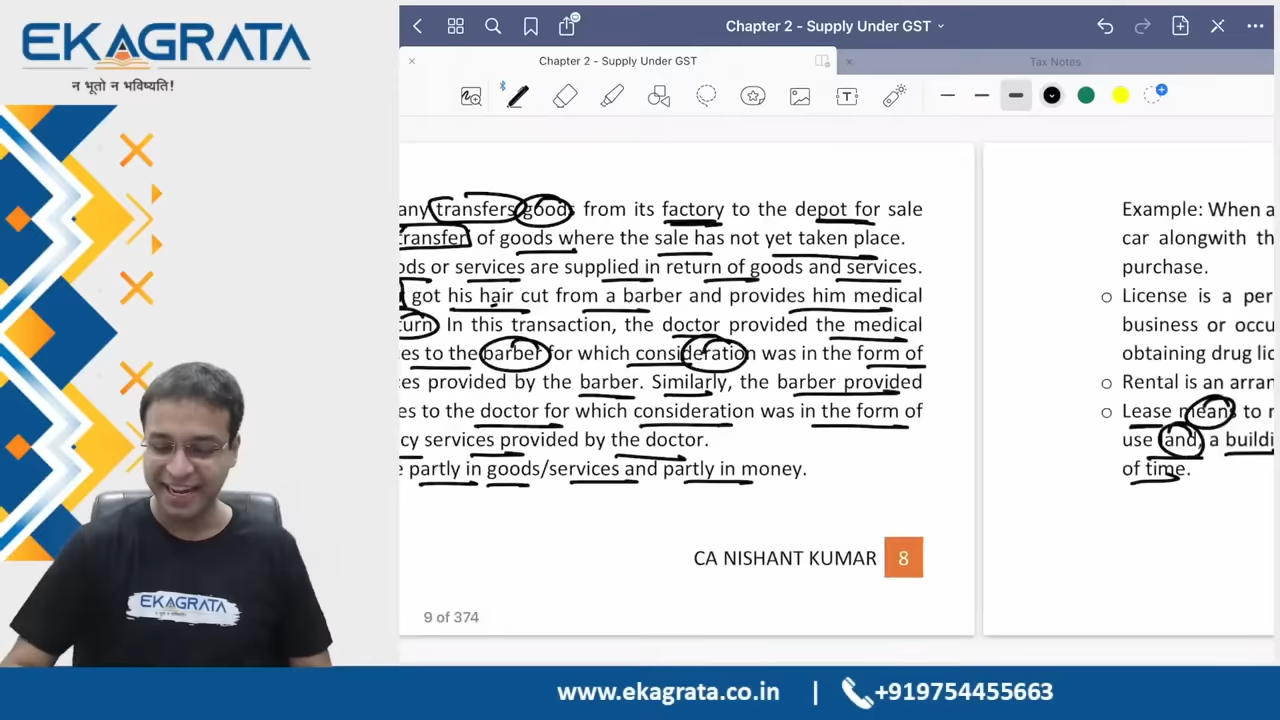 EKAGRATA
न भूतो न भविष्यति!
Chapter 2 - Supply Under GST
Chapter 2 - Supply Under GST
Tax Notes
any transfers goods from its factory to the depot for sale
transfer of goods where the sale has not yet taken place.
ods or services are supplied in return of goods and services.
got his hair cut from a barber and provides him medical
turn. In this transaction, the doctor provided the medical
es to the barber for which consideration was in the form of
ces provided by the barber. Similarly, the barber provided
es to the doctor for which consideration was in the form of
cy services provided by the doctor.
e partly in goods/services and partly in money.
CA NISHANT KUMAR 8
9 of 374
Example: When a
car alongwith th
purchase.
o License is a per
business or occu
obtaining drug lic
o Rental is an arran
o Lease means to r
use land, a buildi
of time.
EKAGRATA
www.ekagrata.co.in | +919754455663